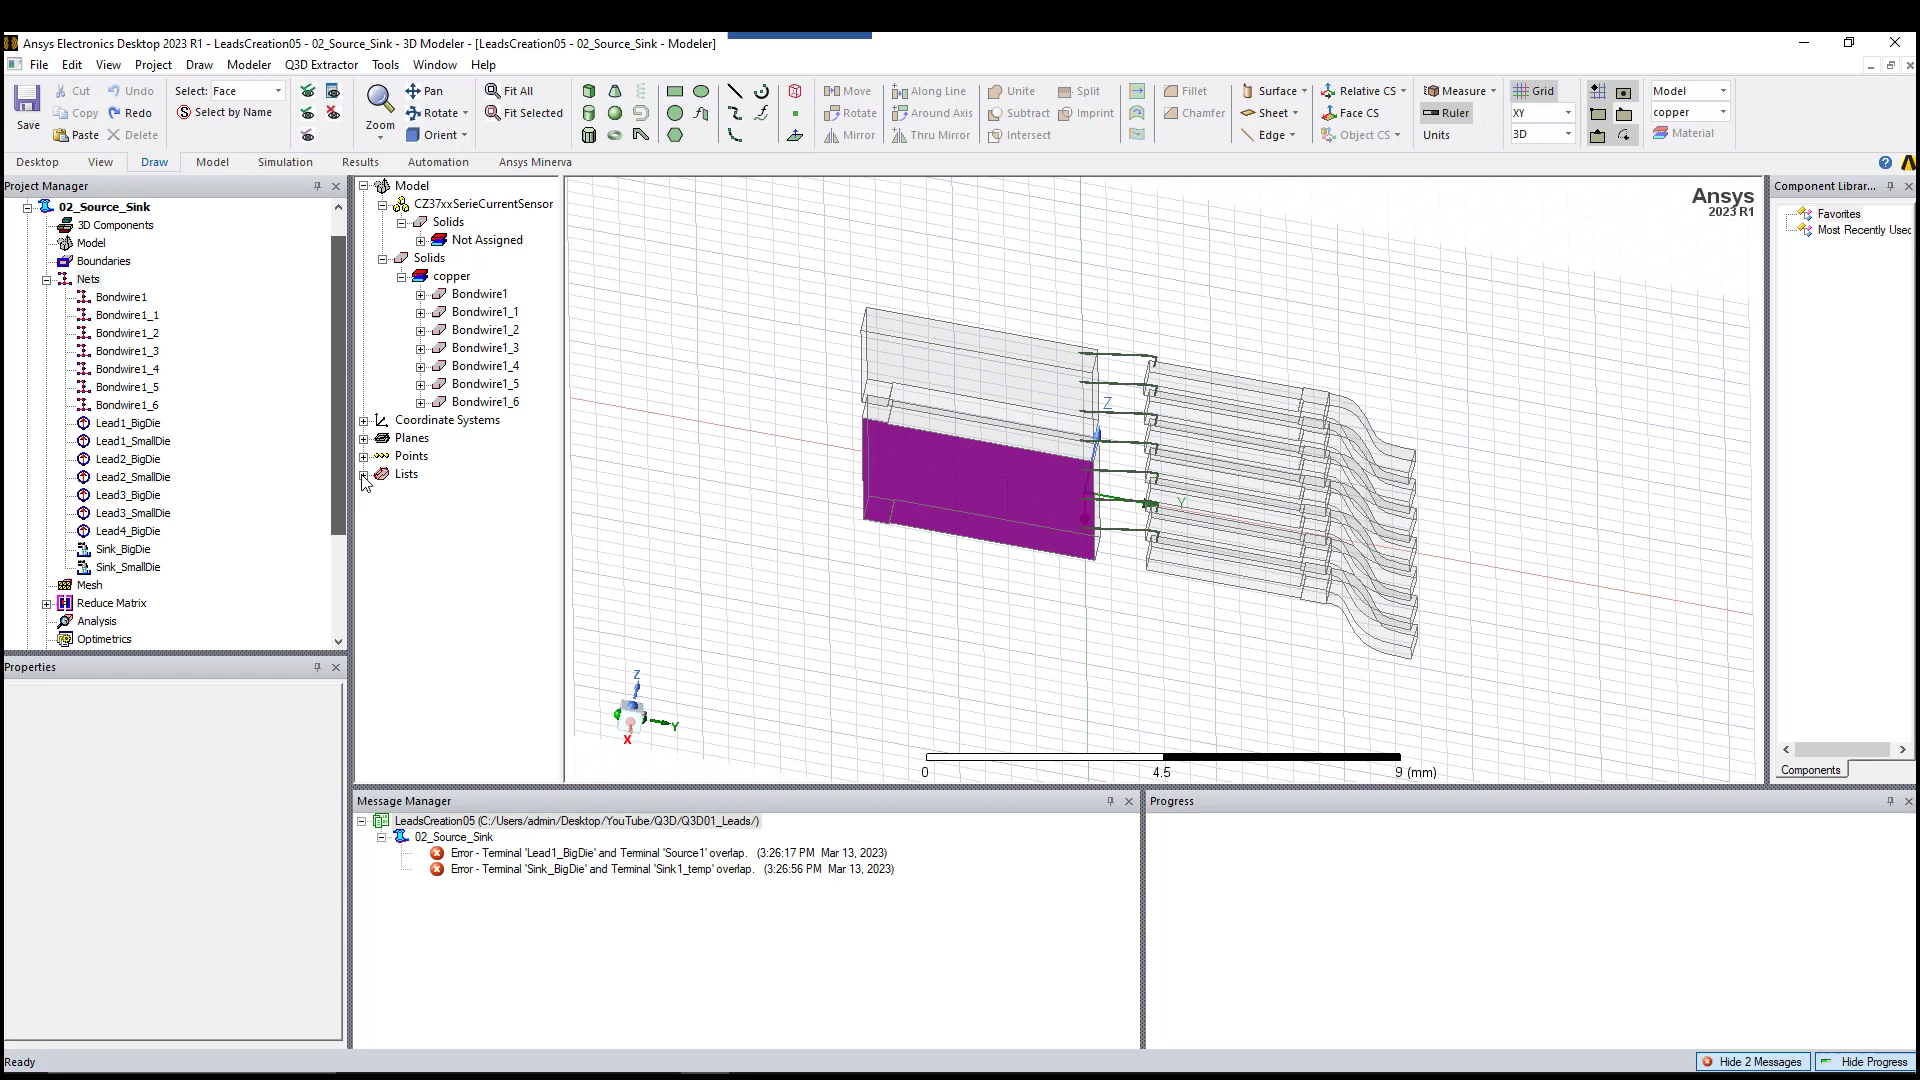 Ansys Electronics Desktop 2023 R1 - LeadsCreation05 - 02_Source_Sink - 3D Modeler - [LeadsCreation05 - 02_Source_Sink - Modeler]
File Edit View Project Draw Modeler Q3D Extractor Tools Window Help
Save
Cut
Copy
Paste
Undo
Redo
Delete
Select: Face
Select by Name
Zoom
Pan
Rotate
Orient
Fit All
Fit Selected
Move
Rotate
Mirror
Along Line
Around Axis
Thru Mirror
Unite
Subtract
Intersect
Split
Imprint
Fillet
Chamfer
Surface
Sheet
Edge
Relative CS
Face CS
Object CS
Measure
Ruler
Units
Grid
XY
3D
Model
copper
Material
Desktop View Draw Model Simulation Results Automation Ansys Minerva
Project Manager
02_Source_Sink
3D Components
Model
Boundaries
Nets
Bondwire1
Bondwire1_1
Bondwire1_2
Bondwire1_3
Bondwire1_4
Bondwire1_5
Bondwire1_6
Lead1_BigDie
Lead1_SmallDie
Lead2_BigDie
Lead2_SmallDie
Lead3_BigDie
Lead3_SmallDie
Lead4_BigDie
Sink_BigDie
Sink_SmallDie
Mesh
Reduce Matrix
Analysis
Optimetrics
Properties
Model
CZ37xxSerieCurrentSensor
Solids
Not Assigned
Solids
copper
Bondwire1
Bondwire1_1
Bondwire1_2
Bondwire1_3
Bondwire1_4
Bondwire1_5
Bondwire1_6
Coordinate Systems
Planes
Points
Lists
Ansys
2023 R1
Z
Y
Z
Y
X
0 4.5 9 (mm)
Component Librar...
Favorites
Most Recently Used
Components
Message Manager
LeadsCreation05 (C:/Users/admin/Desktop/YouTube/Q3D/Q3D01_Leads/)
02_Source_Sink
Error - Terminal 'Lead1_BigDie' and Terminal 'Source1' overlap. (3:26:17 PM Mar 13, 2023)
Error - Terminal 'Sink_BigDie' and Terminal 'Sink1_temp' overlap. (3:26:56 PM Mar 13, 2023)
Progress
Ready
Hide 2 Messages
Hide Progress